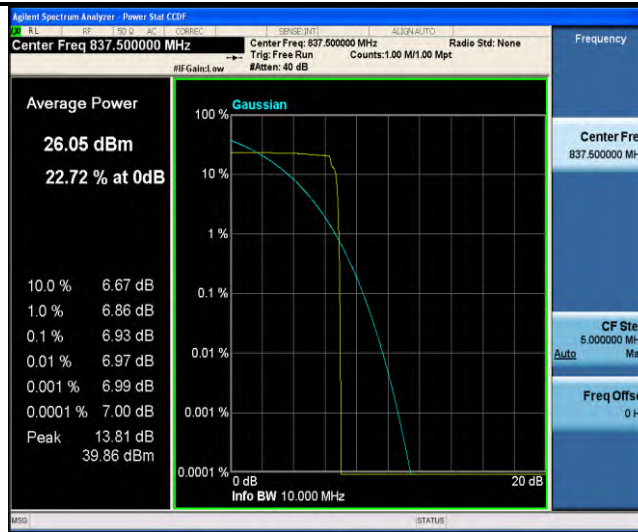 Agilent Spectrum Analyzer - Power Stat CCDF
RL RF 50 Ω AC CORREC SENSE:INT ALIGN AUTO
Center Freq 837.500000 MHz
Center Freq: 837.500000 MHz Radio Std: None
Trig: Free Run Counts:1.00 M/1.00 Mpt
#IFGain:Low #Atten: 40 dB
Frequency
Average Power
26.05 dBm
22.72 % at 0dB
10.0 % 6.67 dB
1.0 % 6.86 dB
0.1 % 6.93 dB
0.01 % 6.97 dB
0.001 % 6.99 dB
0.0001 % 7.00 dB
Peak 13.81 dB
39.86 dBm
Gaussian
100 %
10 %
1 %
0.1 %
0.01 %
0.001 %
0.0001 %
0 dB 20 dB
Info BW 10.000 MHz
Center Fre
837.500000 MH
CF Ste
5.000000 MH
Auto Ma
Freq Offse
0 H
MSG STATUS